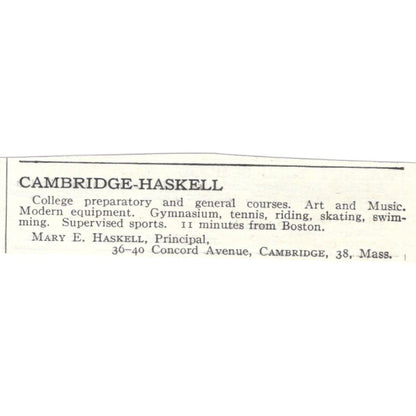 CAMBRIDGE-HASKELL
College preparatory and general courses. Art and Music.
Modern equipment. Gymnasium, tennis, riding, skating, swim-
ming. Supervised sports. 11 minutes from Boston.
MARY E. HASKELL, Principal,
36-40 Concord Avenue, CAMBRIDGE, 38, Mass.